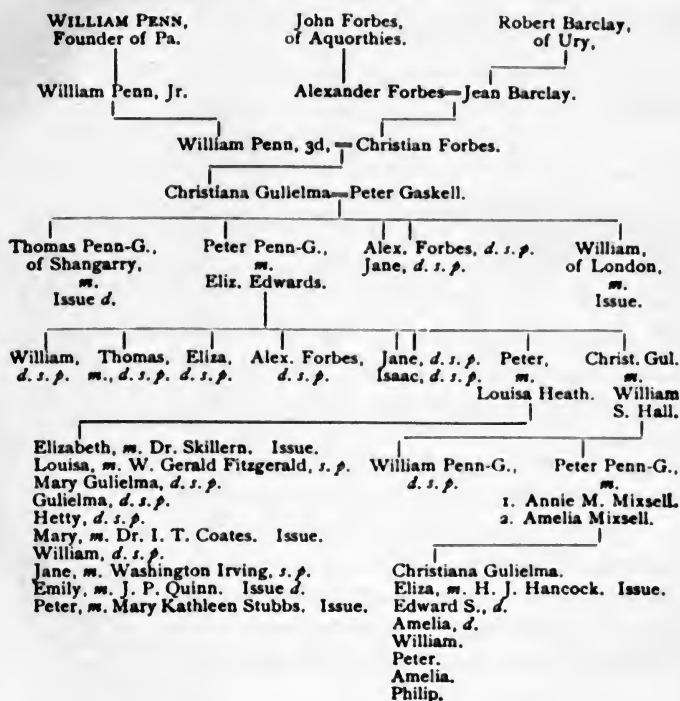 WILLIAM PENN, John Forbes, Robert Barclay,
Founder of Pa. of Aquorthies. of Ury,
William Penn, Jr. Alexander Forbes Jean Barclay.
William Penn, 3d, Christian Forbes.
Christiana Gulielma Peter Gaskell.
Thomas Penn-G., Peter Penn-G., Alex. Forbes, d. s. p. William,
of Shangarry, m. Jane, d. s. p. of London,
m. Eliz. Edwards. m.
Issue d. Issue.
William, Thomas, Eliza, Alex. Forbes, Jane, d. s. p. Peter, Christ. Gul.
d. s. p. m., d. s. p. d. s. p. d. s. p. Isaac, d. s. p. m. m.
Louisa Heath. William
S. Hall.
Elizabeth, m. Dr. Skillern. Issue.
Louisa, m. W. Gerald Fitzgerald, s. p. William Penn-G., Peter Penn-G.,
Mary Gulielma, d. s. p. d. s. p. m.
Gulielma, d. s. p. 1. Annie M. Mixsell.
Hetty, d. s. p. 2. Amelia Mixsell.
Mary, m. Dr. I. T. Coates. Issue.
William, d. s. p.
Jane, m. Washington Irving, s. p. Christiana Gulielma.
Emily, m. J. P. Quinn. Issue d. Eliza, m. H. J. Hancock. Issue.
Peter, m. Mary Kathleen Stubbs. Issue. Edward S., d.
Amelia, d.
William.
Peter.
Amelia.
Philip.